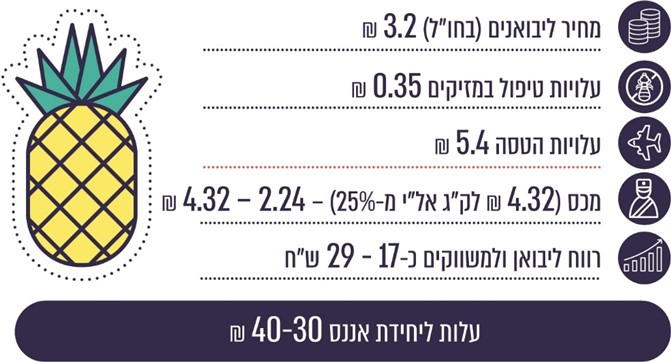 מחיר ליבואנים (בחו"ל) 3.2 ₪
עלויות טיפול במזיקים 0.35 ₪
עלויות הטסה 5.4 ₪
מכס (4.32 ₪ לק"ג אל"י מ-25%) – 2.24 – 4.32 ₪
רווח ליבואן ולמשווקים כ-17 - 29 ש"ח
עלות ליחידת אננס 40-30 ₪